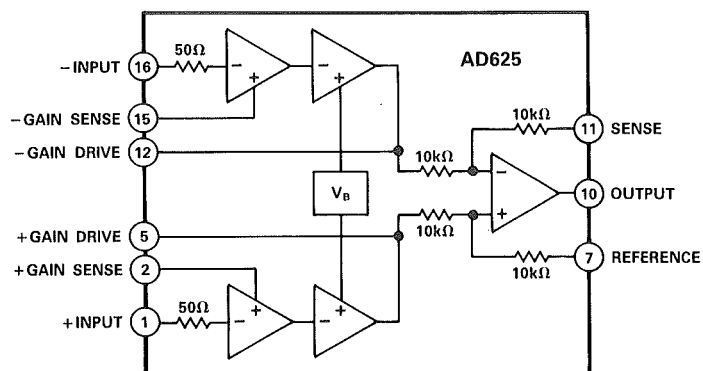 AD625
−INPUT 16 50Ω − + − +
−GAIN SENSE 15
−GAIN DRIVE 12
10kΩ 11 SENSE
10kΩ
− + 10 OUTPUT
VB
+GAIN DRIVE 5
10kΩ
+GAIN SENSE 2
10kΩ 7 REFERENCE
+INPUT 1 50Ω − + − +